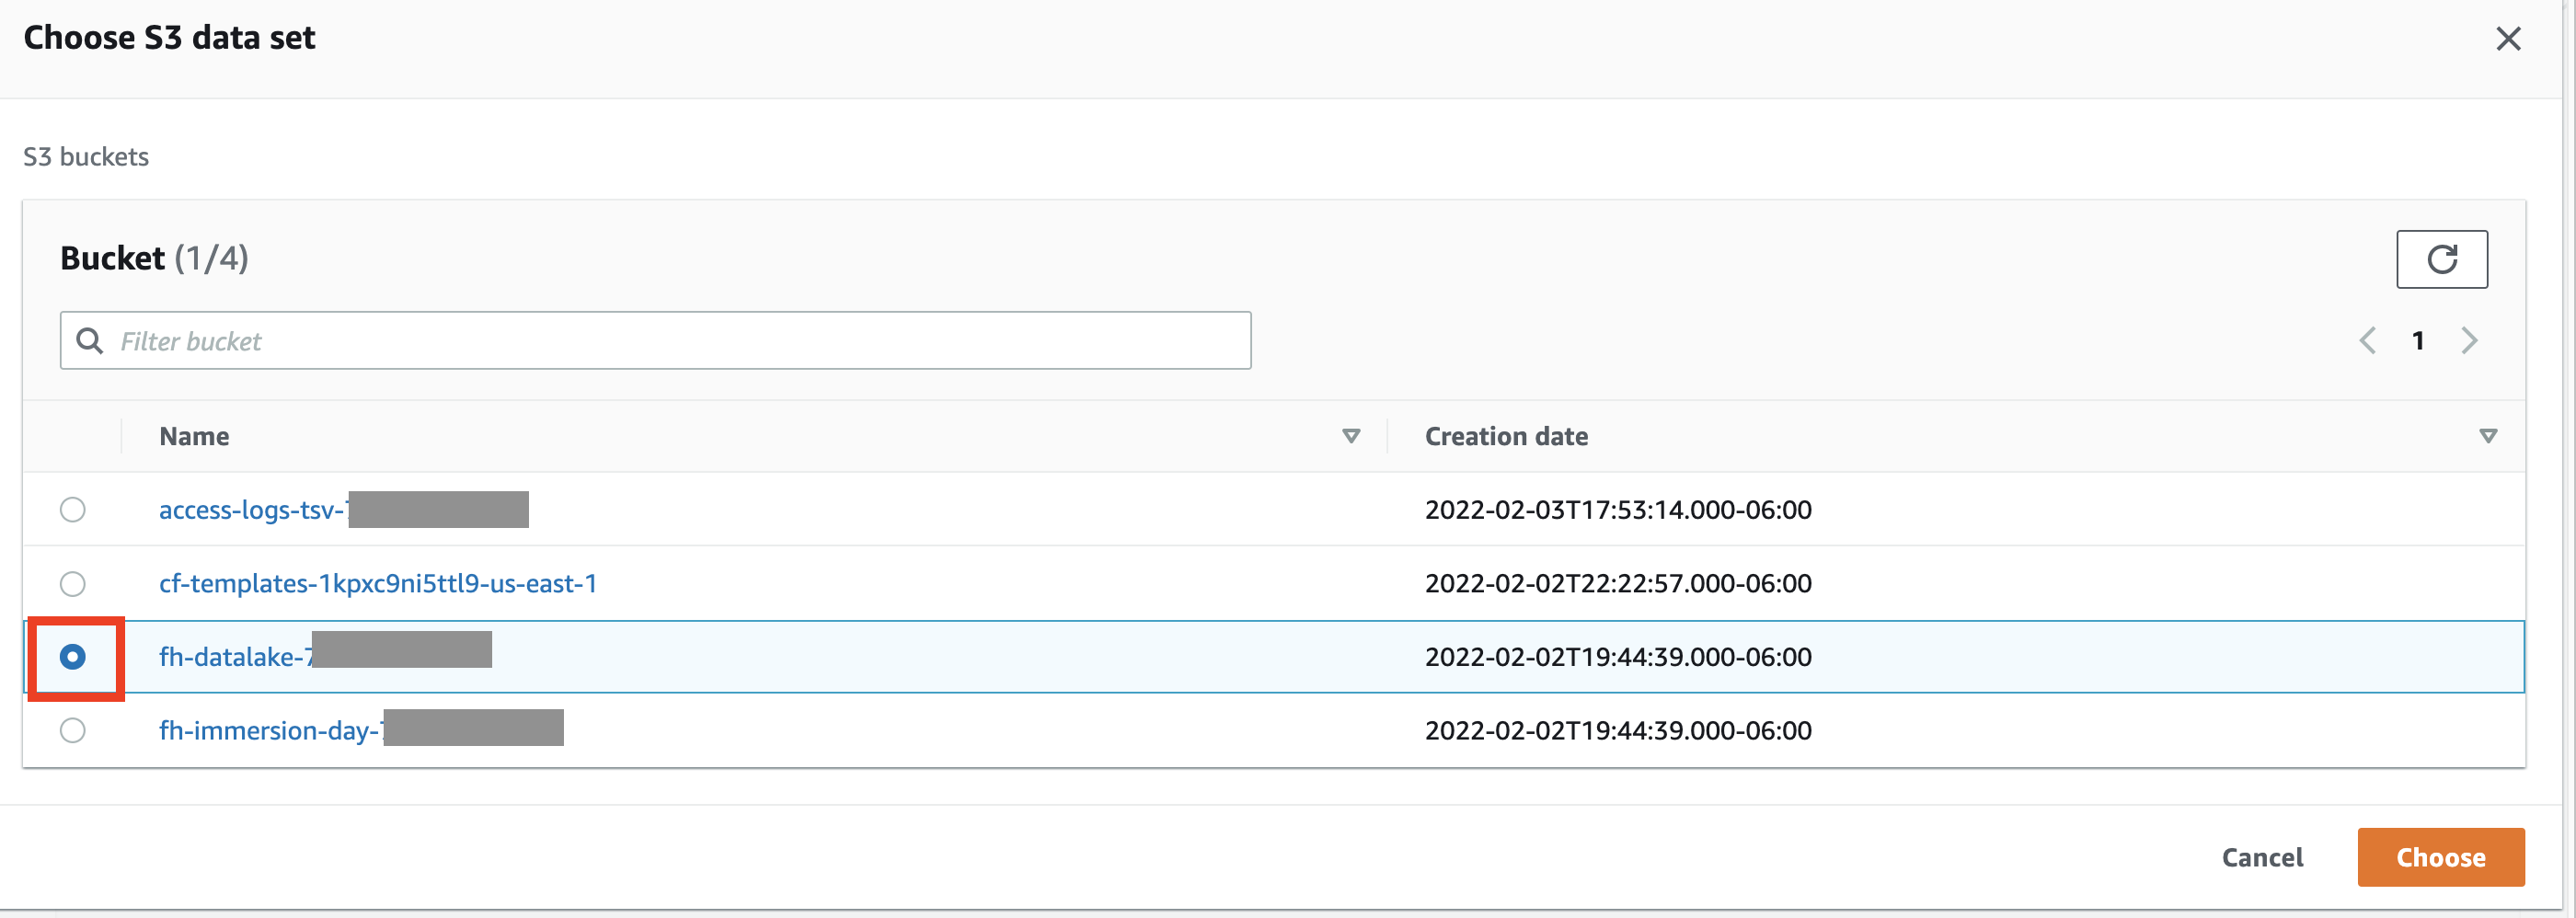 Choose S3 data set
S3 buckets
Bucket (1/4)
Filter bucket
1
Name Creation date
access-logs-tsv- 2022-02-03T17:53:14.000-06:00
cf-templates-1kpxc9ni5ttl9-us-east-1 2022-02-02T22:22:57.000-06:00
fh-datalake-7 2022-02-02T19:44:39.000-06:00
fh-immersion-day- 2022-02-02T19:44:39.000-06:00
Cancel Choose